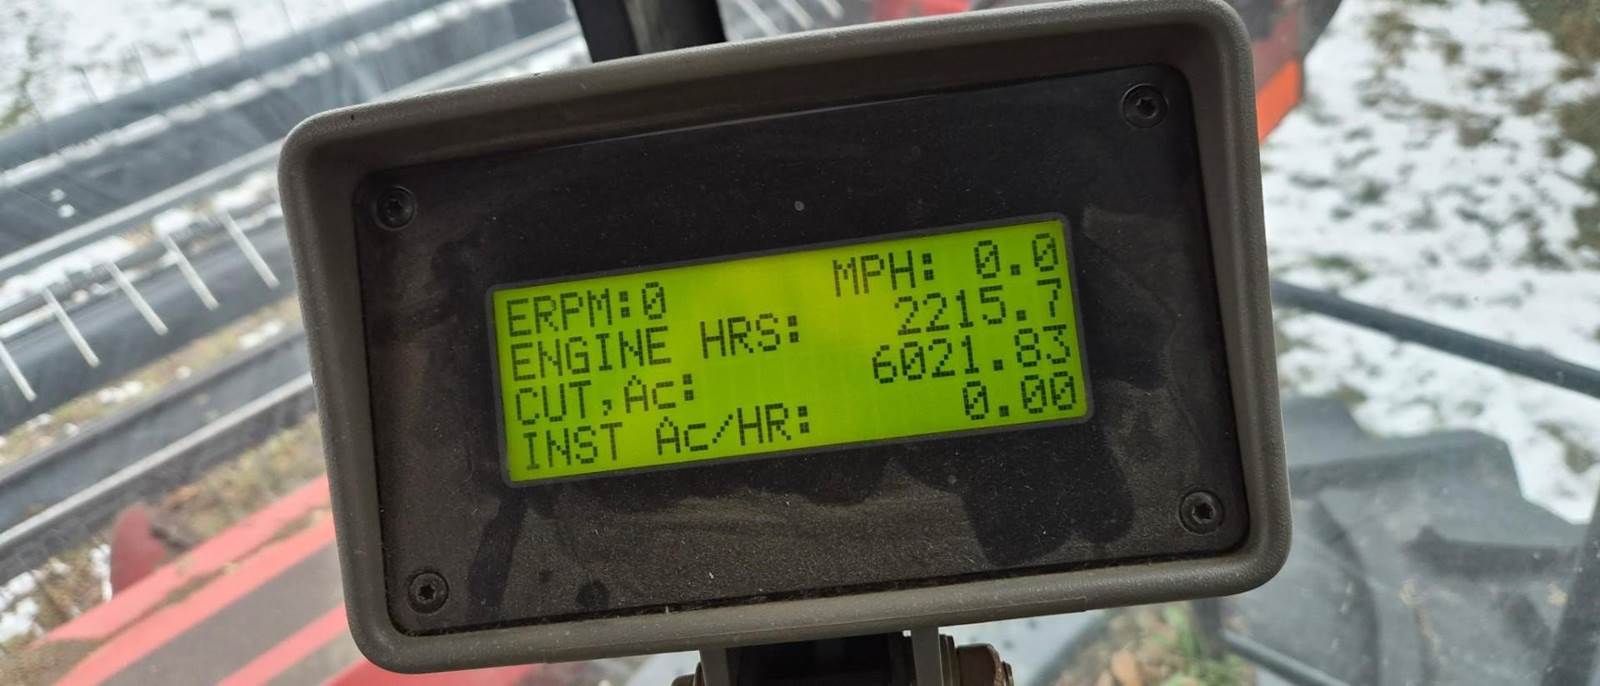 ERPM:0 MPH: 0.0
ENGINE HRS: 2215.7
CUT,Ac: 6021.83
INST Ac/HR: 0.00